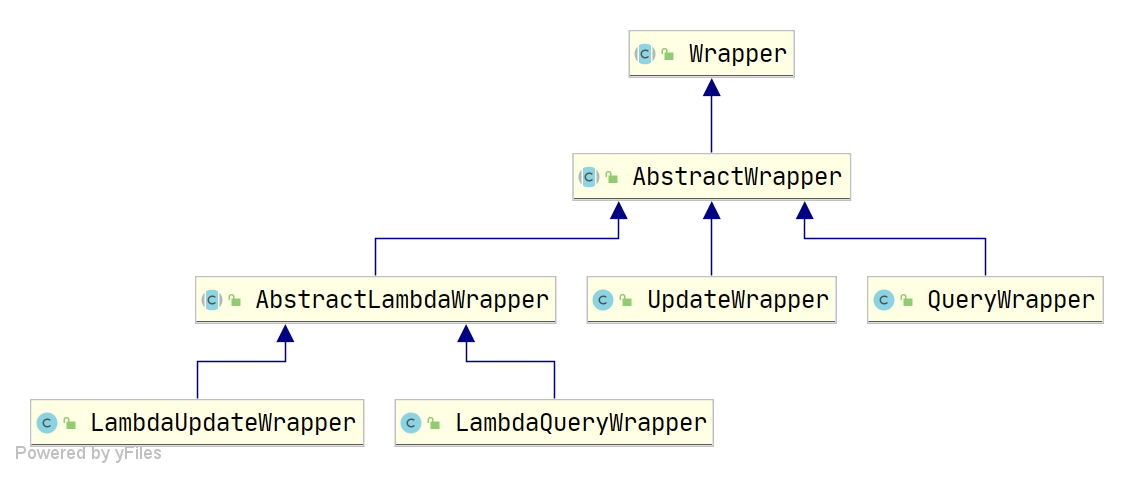 Wrapper
AbstractWrapper
AbstractLambdaWrapper
UpdateWrapper
QueryWrapper
LambdaUpdateWrapper
LambdaQueryWrapper
Powered by yFiles